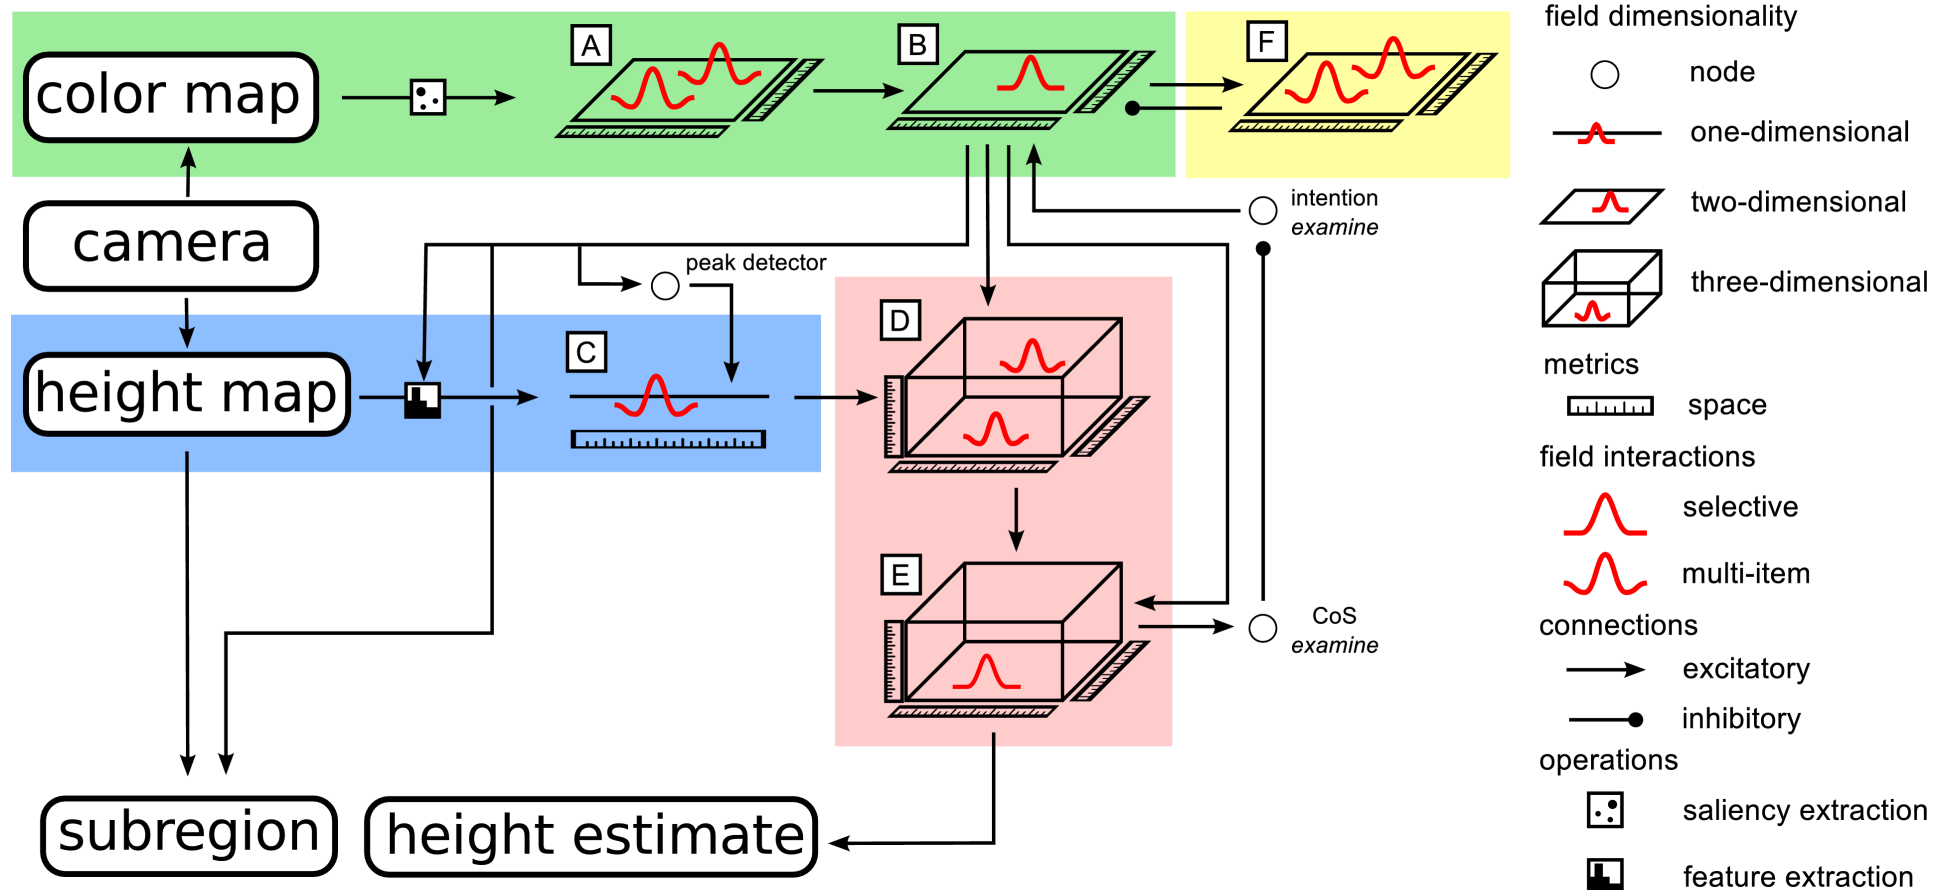 color map
A
B
F
camera
intention
examine
peak detector
height map
C
D
E
CoS
examine
subregion
height estimate
field dimensionality
node
one-dimensional
two-dimensional
three-dimensional
metrics
space
field interactions
selective
multi-item
connections
excitatory
inhibitory
operations
saliency extraction
feature extraction